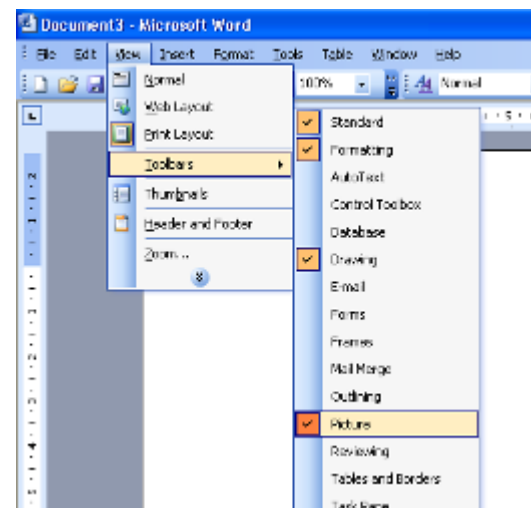 Document3 - Microsoft Word
File Edit View Insert Format Tools Table Window Help
100% Normal
Normal
Web Layout
Print Layout
Toolbars
Thumbnails
Header and Footer
Zoom...
Standard
Formatting
AutoText
Control Toolbox
Database
Drawing
E-mail
Forms
Frames
Mail Merge
Outlining
Picture
Reviewing
Tables and Borders
Task Pane